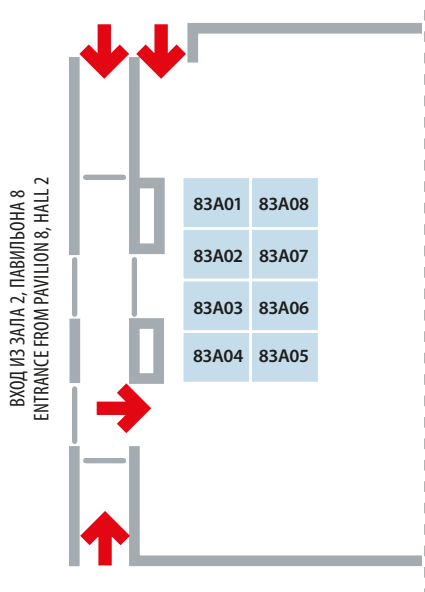 ВХОД ИЗ ЗАЛА 2, ПАВИЛЬОНА 8
ENTRANCE FROM PAVILION 8, HALL 2
83A01 83A08
83A02 83A07
83A03 83A06
83A04 83A05